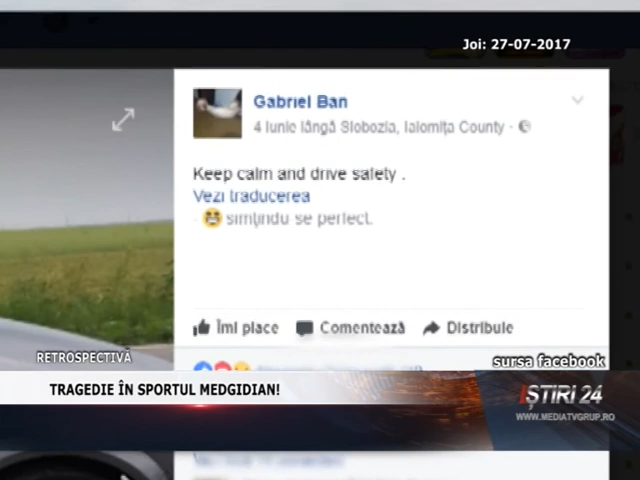 Joi: 27-07-2017
Gabriel Ban
4 Iunie lângă Slobozia, Ialomița County ·
Keep calm and drive safety .
Vezi traducerea
simțindu se perfect.
Îmi place Comentează Distribuie
RETROSPECTIVĂ
sursa facebook
TRAGEDIE ÎN SPORTUL MEDGIDIAN!
ȘTIRI 24
WWW.MEDIATVGRUP.RO